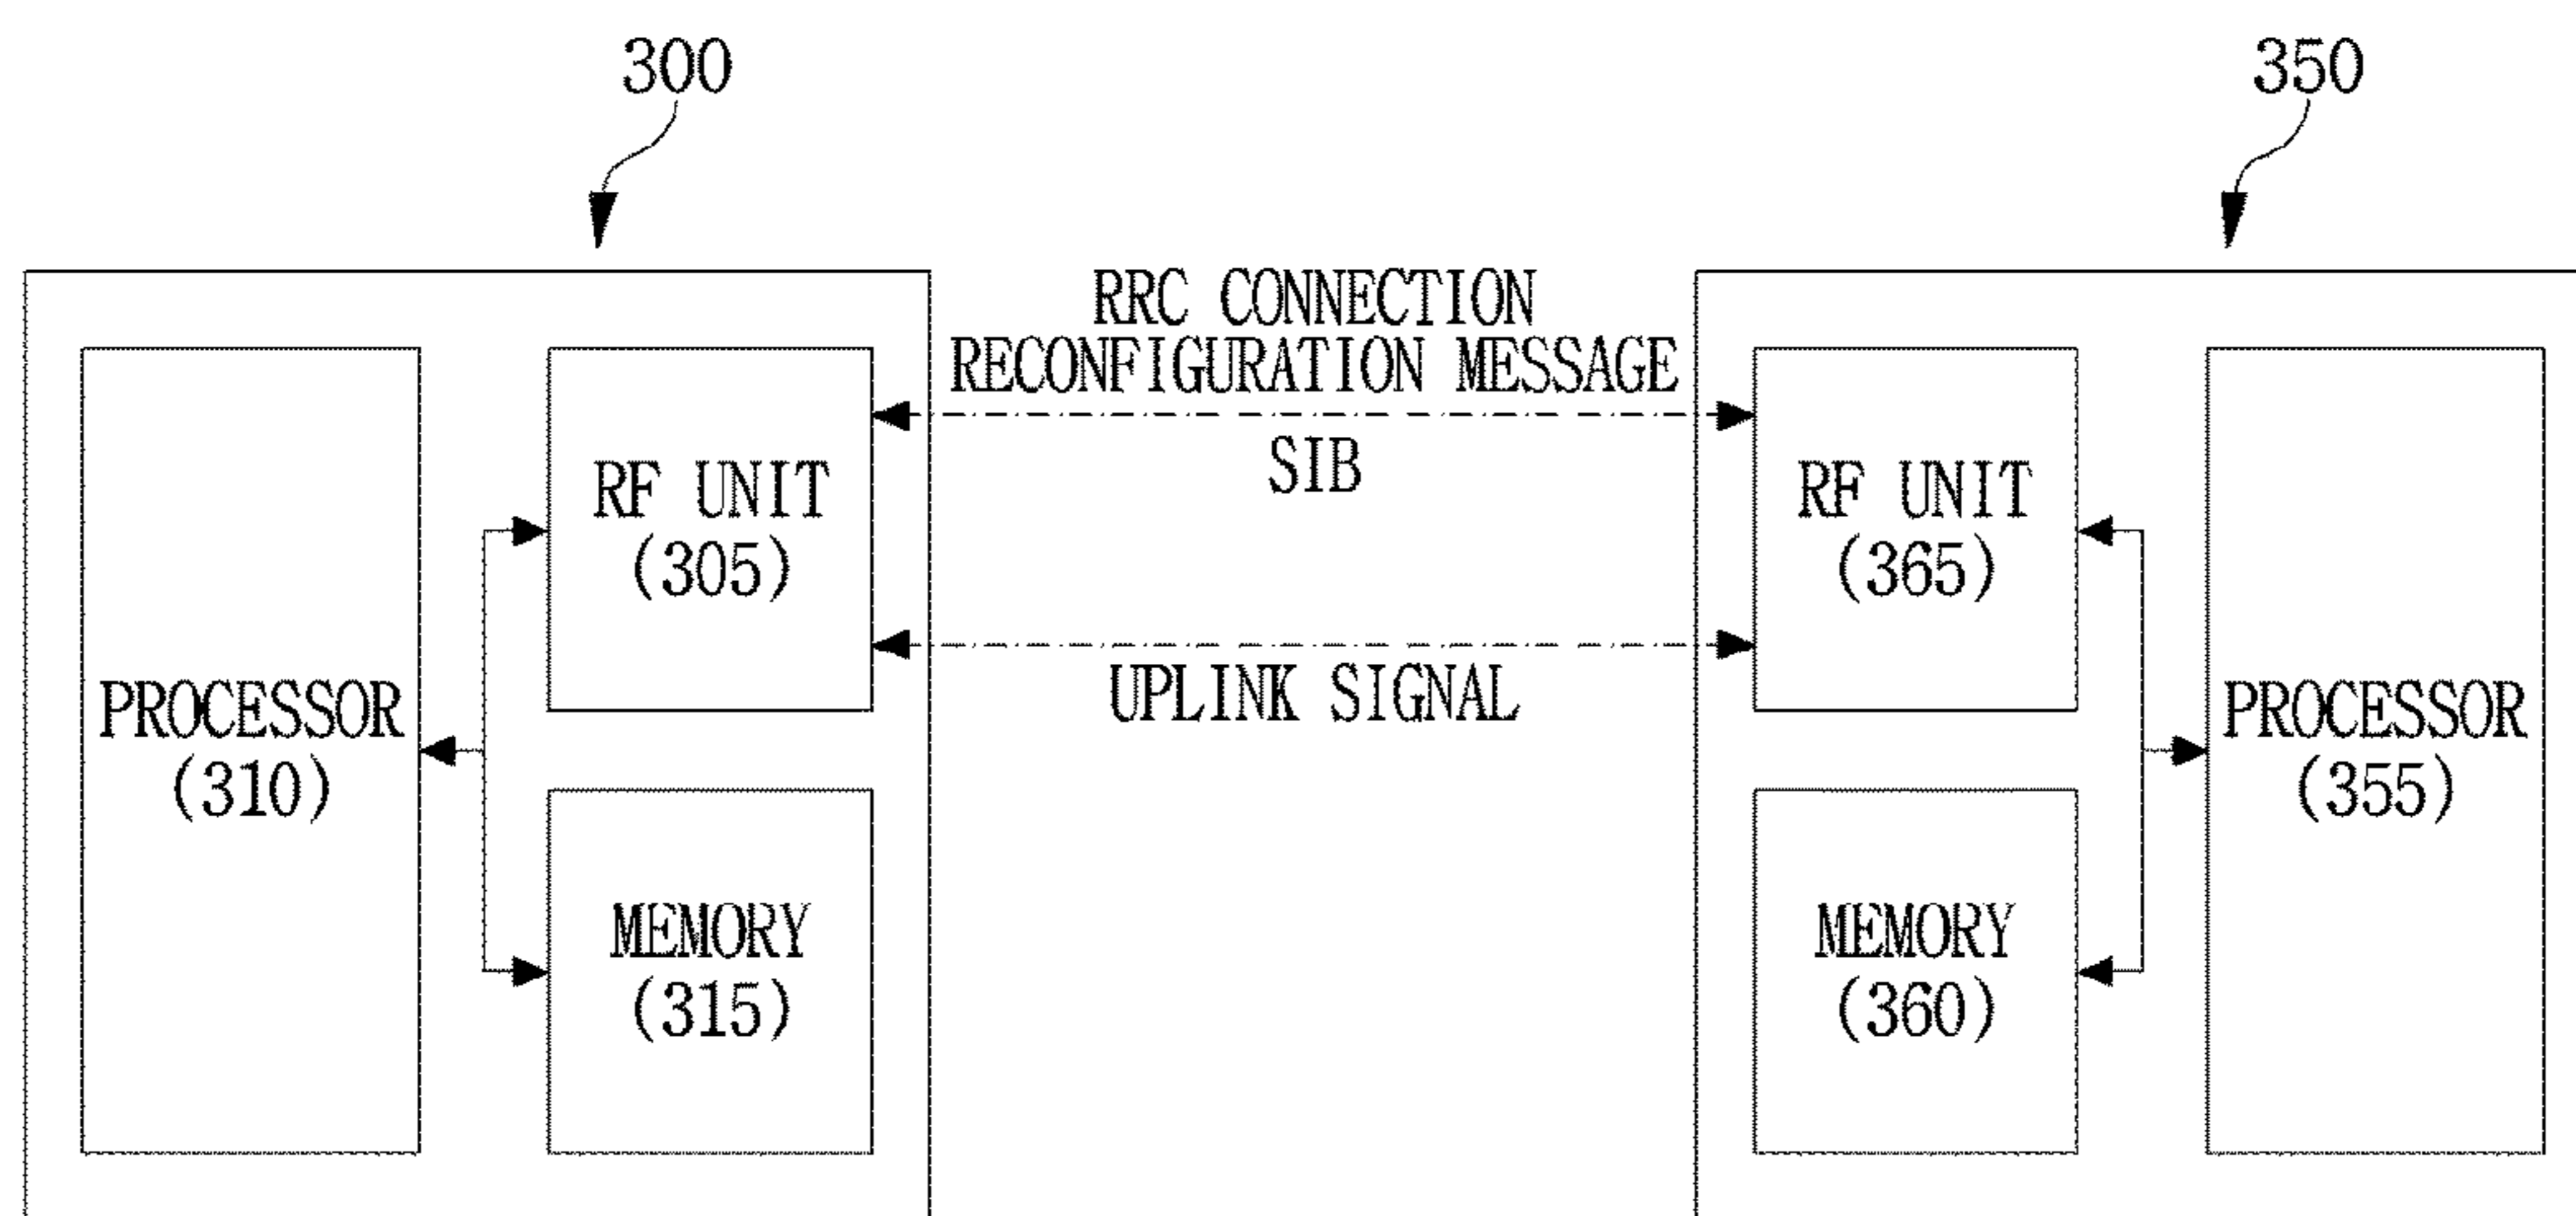 300
350
RRC CONNECTION
RECONFIGURATION MESSAGE
SIB
UPLINK SIGNAL
PROCESSOR
(310)
RF UNIT
(305)
MEMORY
(315)
RF UNIT
(365)
MEMORY
(360)
PROCESSOR
(355)